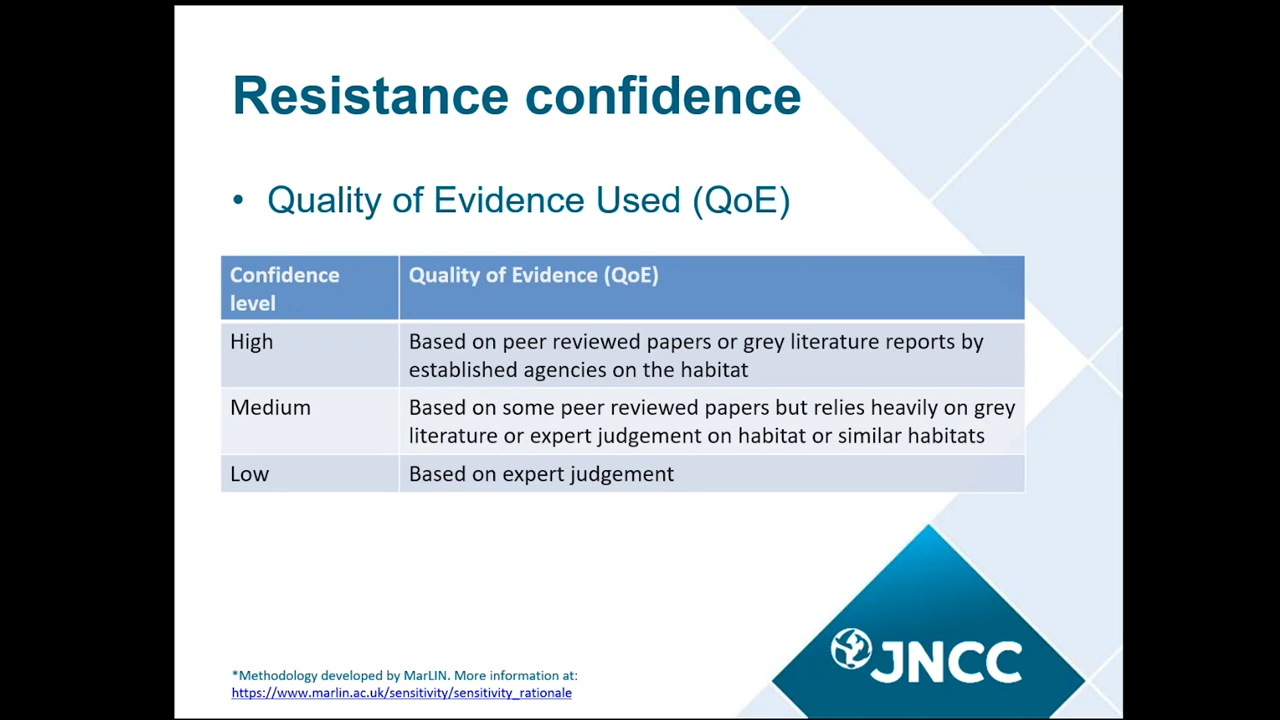 Resistance confidence
• Quality of Evidence Used (QoE)
Confidence level
Quality of Evidence (QoE)
High
Based on peer reviewed papers or grey literature reports by
established agencies on the habitat
Medium
Based on some peer reviewed papers but relies heavily on grey
literature or expert judgement on habitat or similar habitats
Low
Based on expert judgement
*Methodology developed by MarLIN. More information at:
https://www.marlin.ac.uk/sensitivity/sensitivity_rationale
JNCC